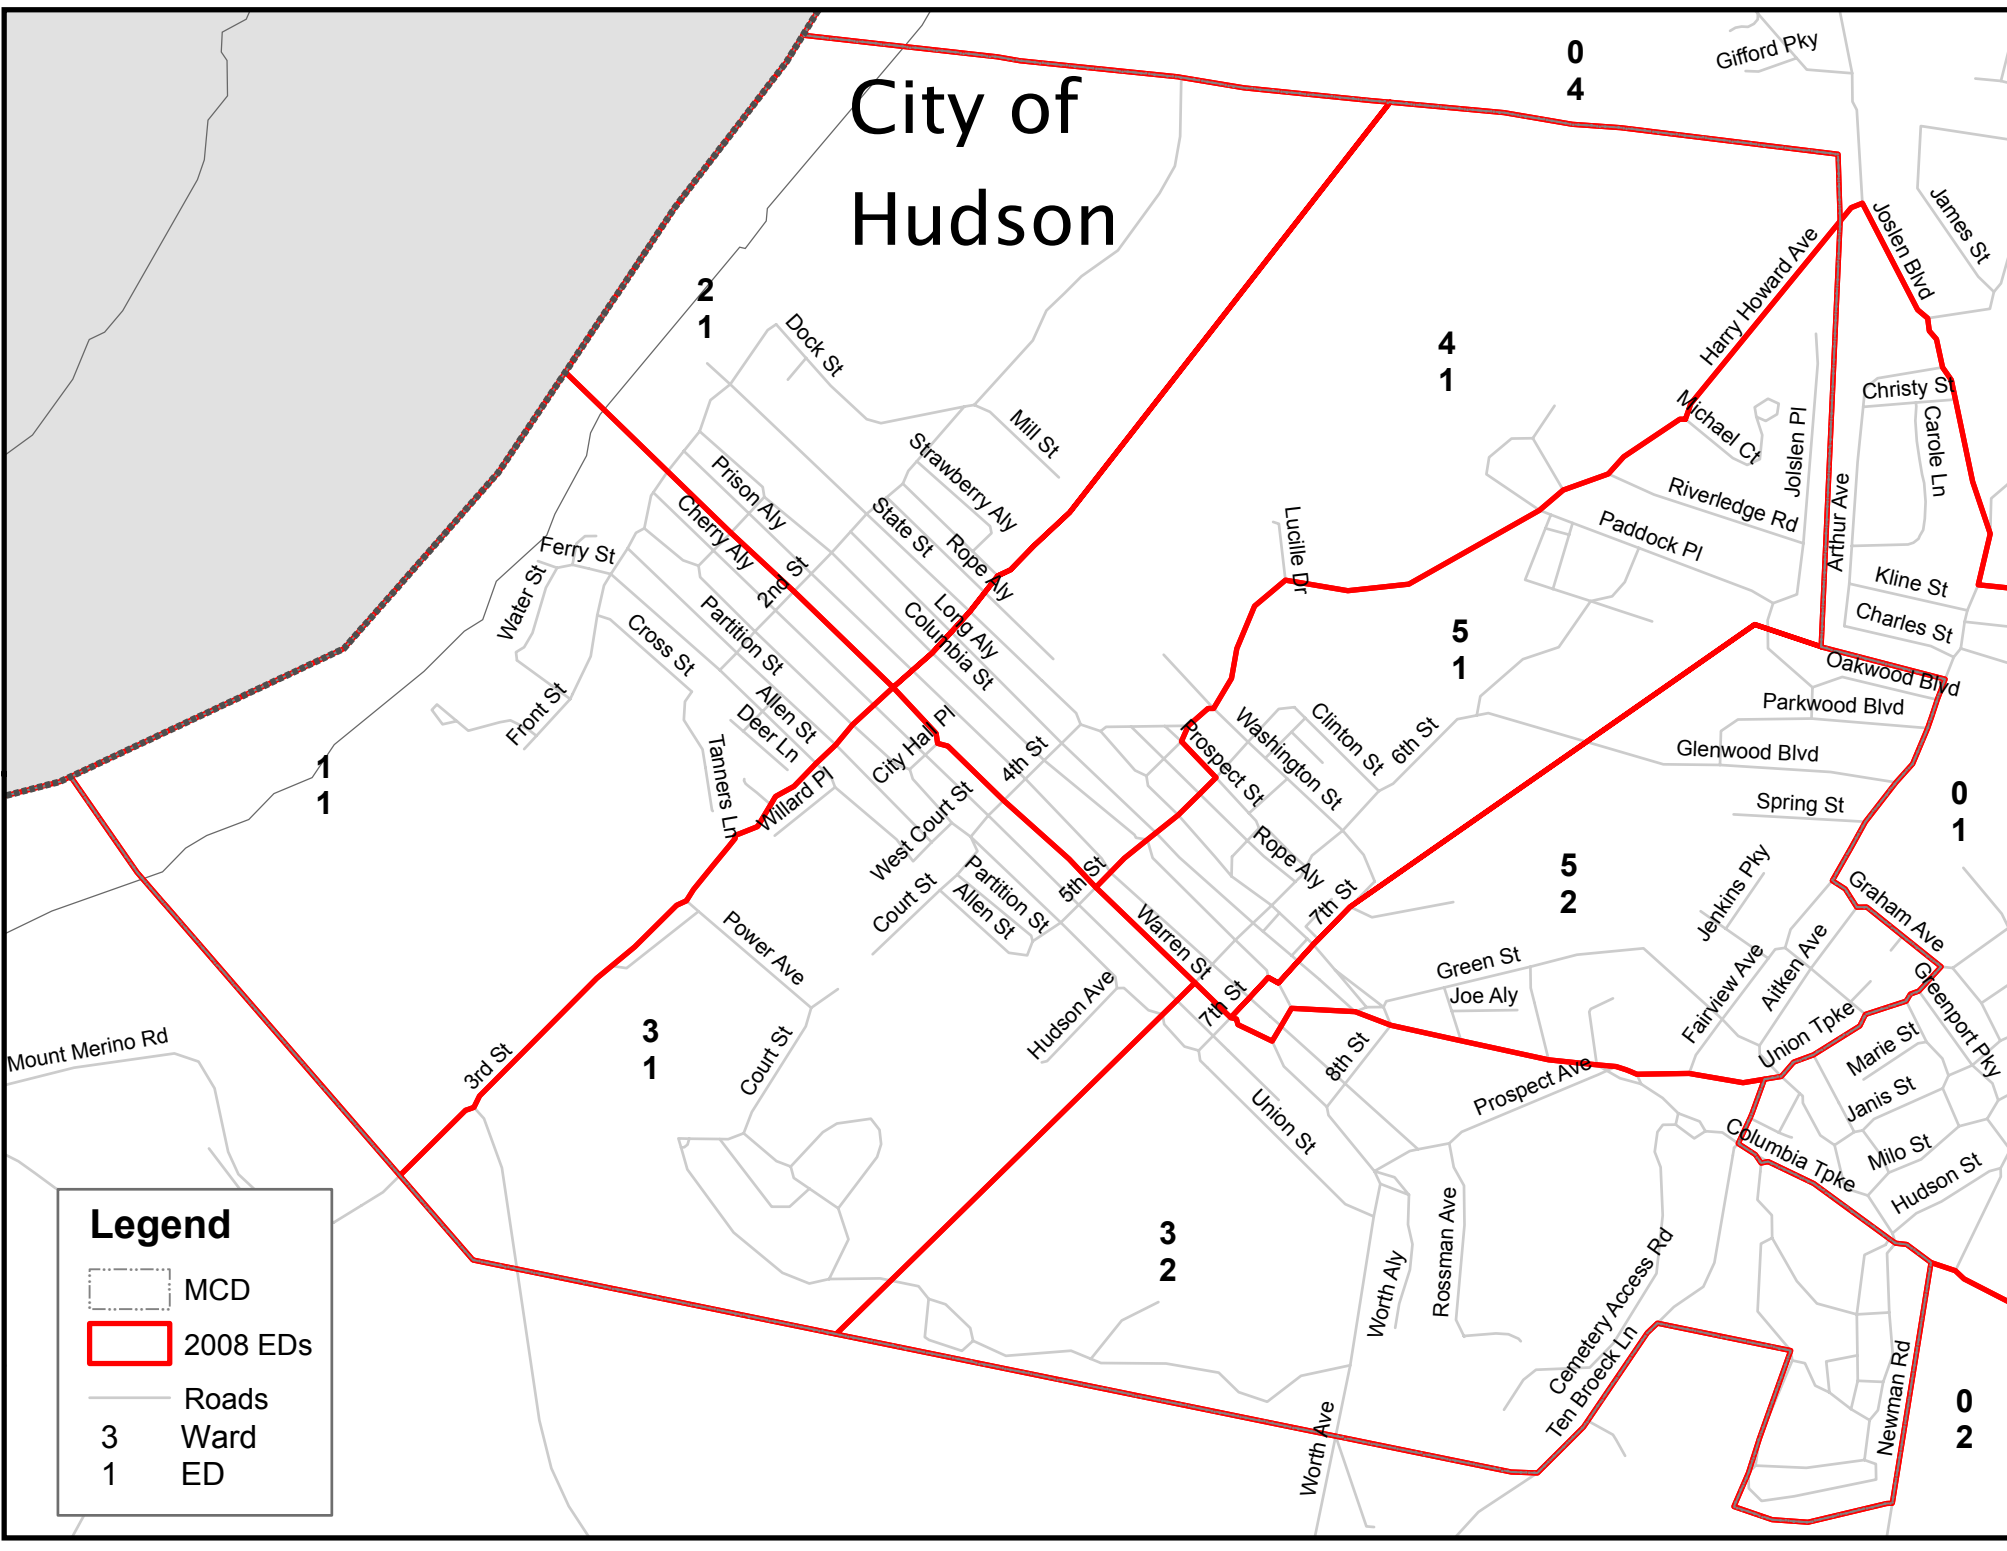 City of
Hudson
0
4
Gifford Pky
James St
Joslen Blvd
Harry Howard Ave
2
1
Dock St
4
1
Mill St
Michael Ct
Joslen Pl
Christy St
Carole Ln
Strawberry Aly
Prison Aly
Cherry Aly
State St
Rope Aly
Riverledge Rd
Paddock Pl
Arthur Ave
Lucille Dr
Ferry St
Water St
2nd St
Long Aly
Columbia St
Kline St
Charles St
Partition St
Cross St
5
1
Oakwood Blvd
Parkwood Blvd
Front St
Allen St
Deer Ln
Tanners Ln
City Hall Pl
4th St
Prospect St
Washington St
Clinton St
6th St
Glenwood Blvd
1
1
Willard Pl
West Court St
Spring St
0
1
Rope Aly
5th St
Court St
Partition St
Allen St
7th St
5
2
Jenkins Pky
Graham Ave
Power Ave
Warren St
Green St
Joe Aly
Fairview Ave
Aitken Ave
Greenport Pky
Hudson Ave
7th St
Union Tpke
Marie St
Mount Merino Rd
3rd St
3
1
Court St
8th St
Prospect Ave
Janis St
Union St
Columbia Tpke
Milo St
Hudson St
3
2
Worth Aly
Rossman Ave
Cemetery Access Rd
Ten Broeck Ln
Newman Rd
0
2
Worth Ave
Legend
MCD
2008 EDs
Roads
3 Ward
1 ED